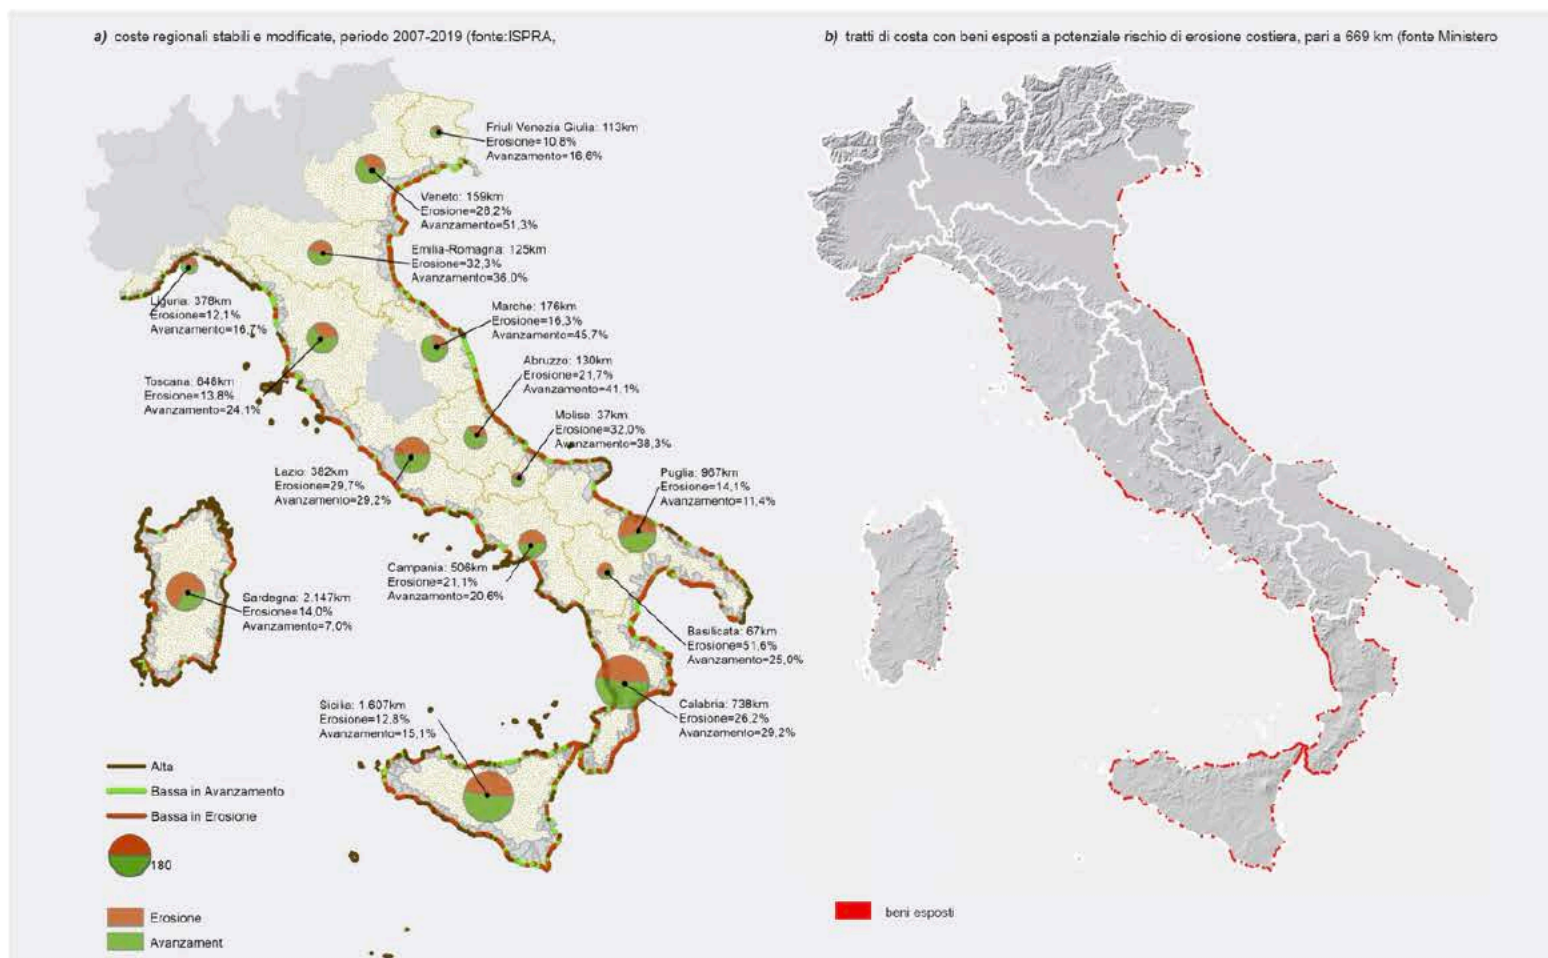 a) coste regionali stabili e modificate, periodo 2007-2019 (fonte:ISPRA,
b) tratti di costa con beni esposti a potenziale rischio di erosione costiera, pari a 669 km (fonte Ministero
Friuli Venezia Giulia: 113km
Erosione=10,8%
Avanzamento=16,6%
Veneto: 159km
Erosione=28,2%
Avanzamento=51,3%
Emilia-Romagna: 125km
Erosione=32,3%
Avanzamento=36,0%
Liguria: 378km
Erosione=12,1%
Avanzamento=16,7%
Marche: 176km
Erosione=16,3%
Avanzamento=45,7%
Abruzzo: 130km
Erosione=21,7%
Avanzamento=41,1%
Toscana: 646km
Erosione=13,8%
Avanzamento=24,1%
Molise: 37km
Erosione=32,0%
Avanzamento=38,3%
Lazio: 382km
Erosione=29,7%
Avanzamento=29,2%
Puglia: 967km
Erosione=14,1%
Avanzamento=11,4%
Campania: 506km
Erosione=21,1%
Avanzamento=20,6%
Sardegna: 2.147km
Erosione=14,0%
Avanzamento=7,0%
Basilicata: 67km
Erosione=51,6%
Avanzamento=25,0%
Sicilia: 1.607km
Erosione=12,8%
Avanzamento=15,1%
Calabria: 738km
Erosione=26,2%
Avanzamento=29,2%
Alta
Bassa in Avanzamento
Bassa in Erosione
180
Erosione
Avanzament
beni esposti